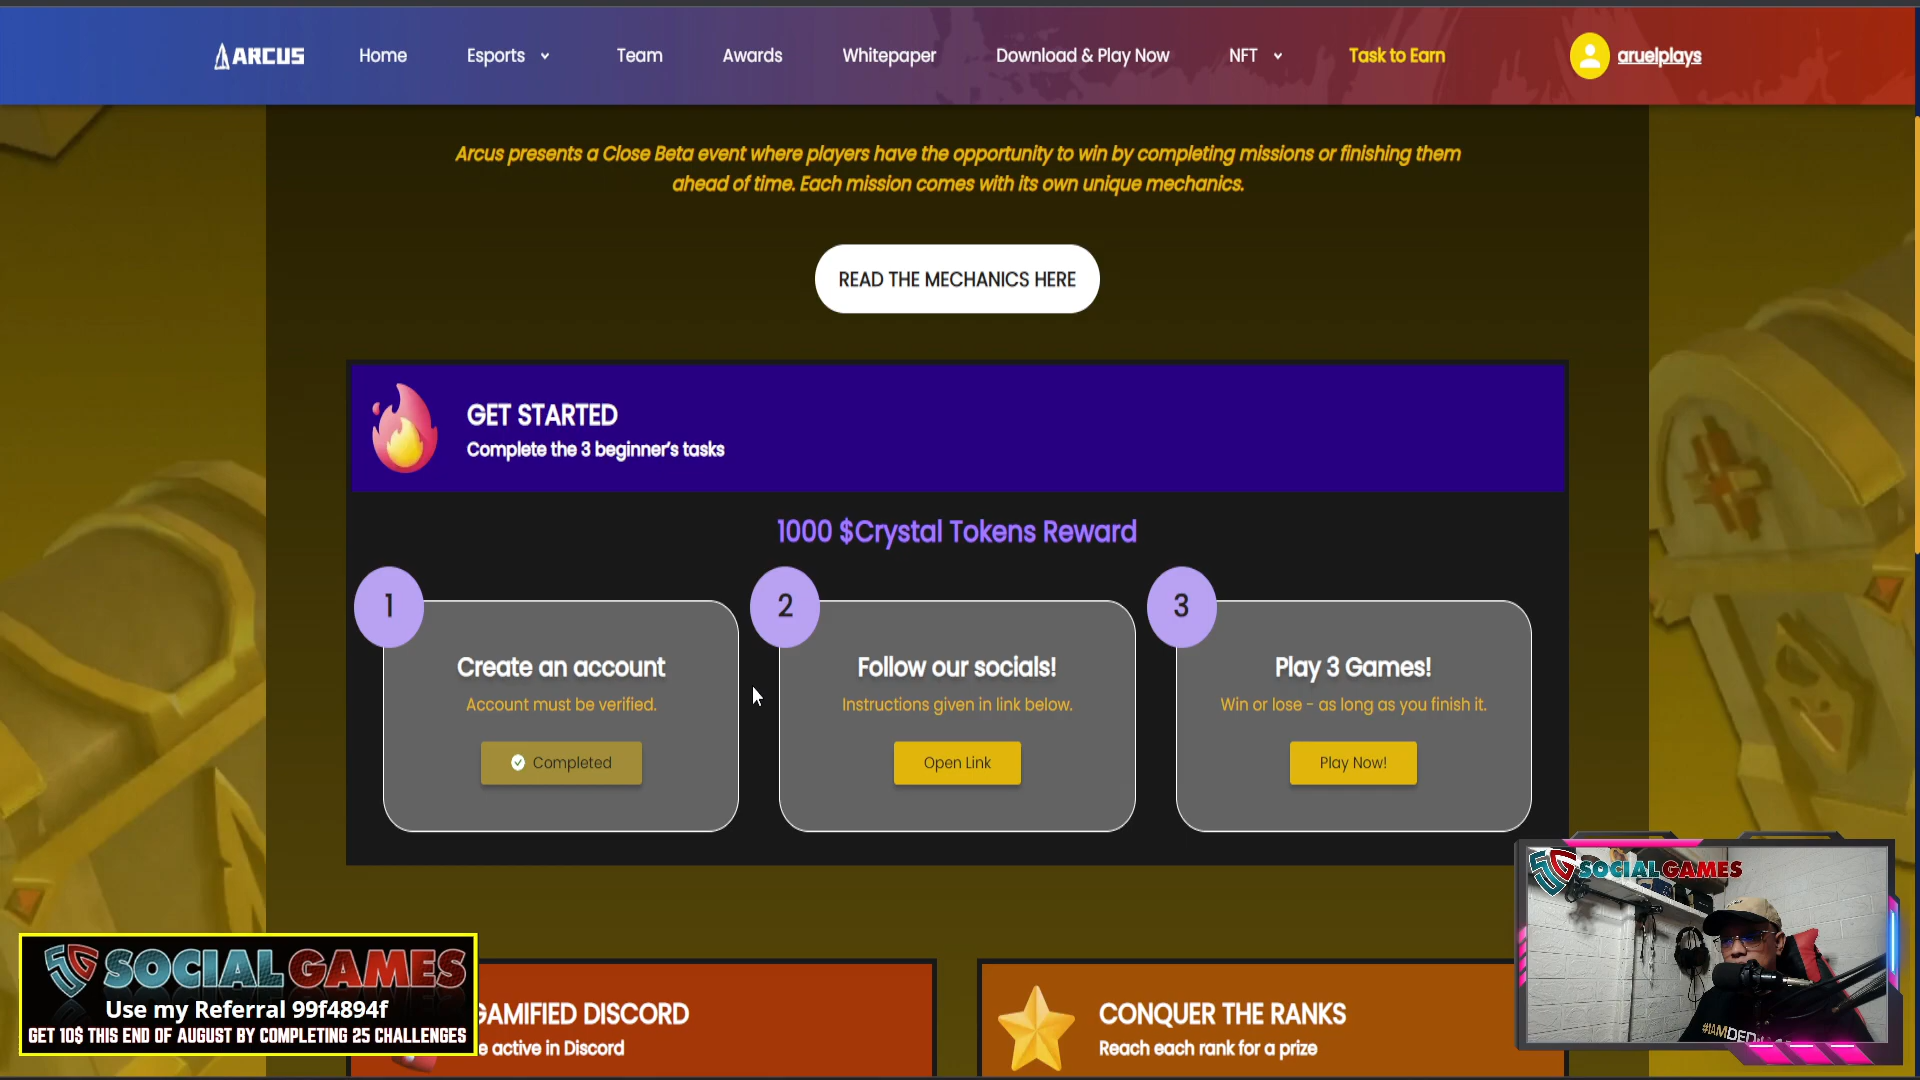 ARCUS
Home
Esports
Team
Awards
Whitepaper
Download & Play Now
NFT
Task to Earn
aruelplays
Arcus presents a Close Beta event where players have the opportunity to win by completing missions or finishing them
ahead of time. Each mission comes with its own unique mechanics.
READ THE MECHANICS HERE
GET STARTED
Complete the 3 beginner's tasks
1000 $Crystal Tokens Reward
1
2
3
Create an account
Account must be verified.
Completed
Follow our socials!
Instructions given in link below.
Open Link
Play 3 Games!
Win or lose - as long as you finish it.
Play Now!
SOCIAL GAMES
SOCIAL GAMES
Use my Referral 99f4894f
GET 10$ THIS END OF AUGUST BY COMPLETING 25 CHALLENGES
GAMIFIED DISCORD
e active in Discord
CONQUER THE RANKS
Reach each rank for a prize